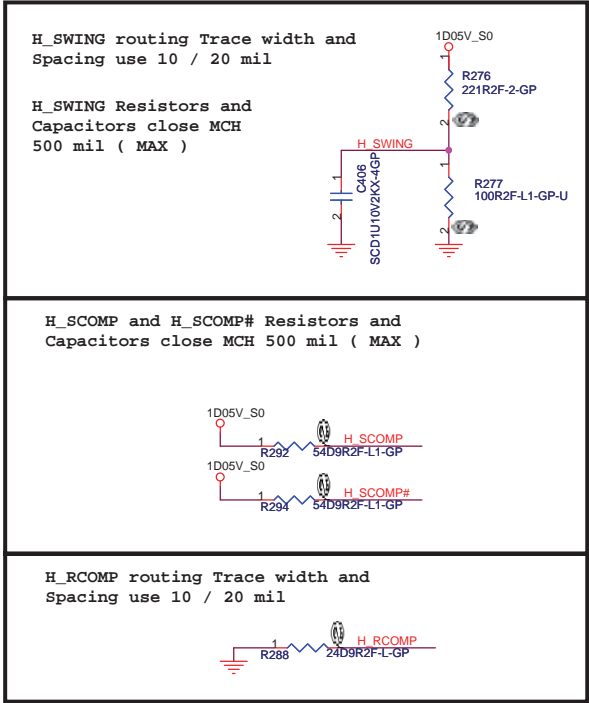 H_SWING routing Trace width and
Spacing use 10 / 20 mil
H_SWING Resistors and
Capacitors close MCH
500 mil ( MAX )
1D05V_S0
1
R276
221R2F-2-GP
2
H_SWING
1
C406
SCD1U10V2KX-4GP
2
1
R277
100R2F-L1-GP-U
2
H_SCOMP and H_SCOMP# Resistors and
Capacitors close MCH 500 mil ( MAX )
1D05V_S0
1
R292
54D9R2F-L1-GP
H_SCOMP
1D05V_S0
1
R294
54D9R2F-L1-GP
H_SCOMP#
H_RCOMP routing Trace width and
Spacing use 10 / 20 mil
1
R288
24D9R2F-L-GP
H_RCOMP